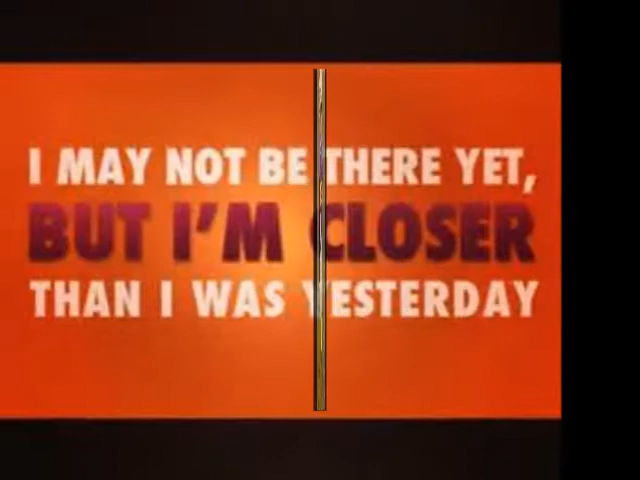 I MAY NOT BE THERE YET,
BUT I'M CLOSER
THAN I WAS YESTERDAY